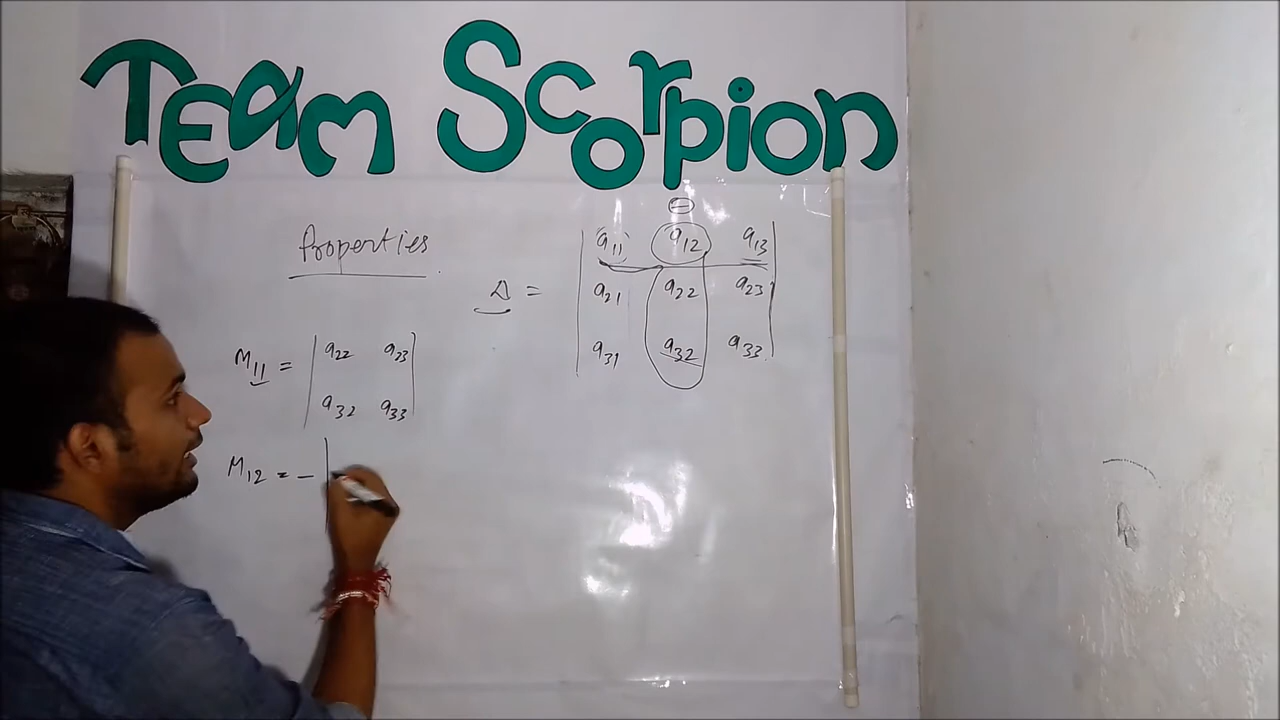 TEam Scorpion
Properties
Δ = | a11 a12 a13 |
| a21 a22 a23 |
| a31 a32 a33 |
M11 = | a22 a23 |
| a32 a33 |
M12 = - |